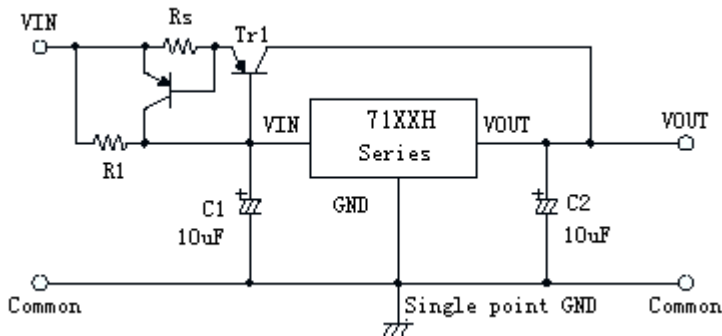 VIN
Rs
Tr1
R1
VIN
71XXH
Series
VOUT
VOUT
GND
C1
10uF
C2
10uF
Common
Single point GND
Common